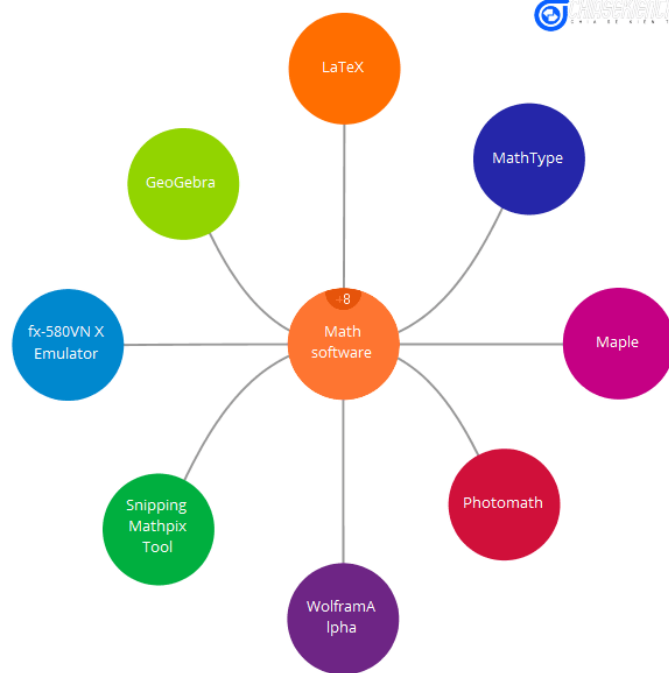 LaTeX
MathType
GeoGebra
+8
Math
software
fx-580VN X
Emulator
Maple
Photomath
Snipping
Mathpix
Tool
WolframA
lpha